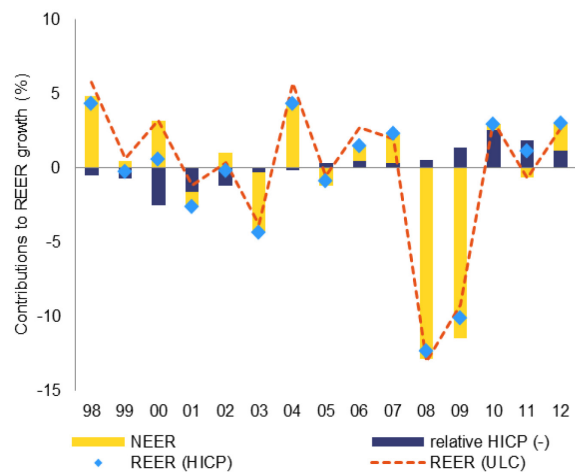 Contributions to REER growth (%)
10
5
0
-5
-10
-15
98 99 00 01 02 03 04 05 06 07 08 09 10 11 12
NEER relative HICP (-)
REER (HICP) REER (ULC)